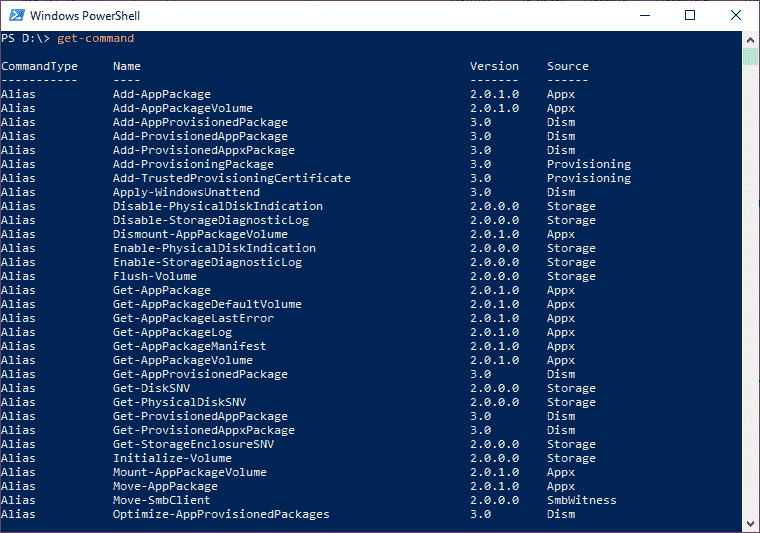 Windows PowerShell
PS D:\> get-command
CommandType Name Version Source
----------- ---- ------- ------
Alias Add-AppPackage 2.0.1.0 Appx
Alias Add-AppPackageVolume 2.0.1.0 Appx
Alias Add-AppProvisionedPackage 3.0 Dism
Alias Add-ProvisionedAppPackage 3.0 Dism
Alias Add-ProvisionedAppxPackage 3.0 Dism
Alias Add-ProvisioningPackage 3.0 Provisioning
Alias Add-TrustedProvisioningCertificate 3.0 Provisioning
Alias Apply-WindowsUnattend 3.0 Dism
Alias Disable-PhysicalDiskIndication 2.0.0.0 Storage
Alias Disable-StorageDiagnosticLog 2.0.0.0 Storage
Alias Dismount-AppPackageVolume 2.0.1.0 Appx
Alias Enable-PhysicalDiskIndication 2.0.0.0 Storage
Alias Enable-StorageDiagnosticLog 2.0.0.0 Storage
Alias Flush-Volume 2.0.0.0 Storage
Alias Get-AppPackage 2.0.1.0 Appx
Alias Get-AppPackageDefaultVolume 2.0.1.0 Appx
Alias Get-AppPackageLastError 2.0.1.0 Appx
Alias Get-AppPackageLog 2.0.1.0 Appx
Alias Get-AppPackageManifest 2.0.1.0 Appx
Alias Get-AppPackageVolume 2.0.1.0 Appx
Alias Get-AppProvisionedPackage 3.0 Dism
Alias Get-DiskSNV 2.0.0.0 Storage
Alias Get-PhysicalDiskSNV 2.0.0.0 Storage
Alias Get-ProvisionedAppPackage 3.0 Dism
Alias Get-ProvisionedAppxPackage 3.0 Dism
Alias Get-StorageEnclosureSNV 2.0.0.0 Storage
Alias Initialize-Volume 2.0.0.0 Storage
Alias Mount-AppPackageVolume 2.0.1.0 Appx
Alias Move-AppPackage 2.0.1.0 Appx
Alias Move-SmbClient 2.0.0.0 SmbWitness
Alias Optimize-AppProvisionedPackages 3.0 Dism